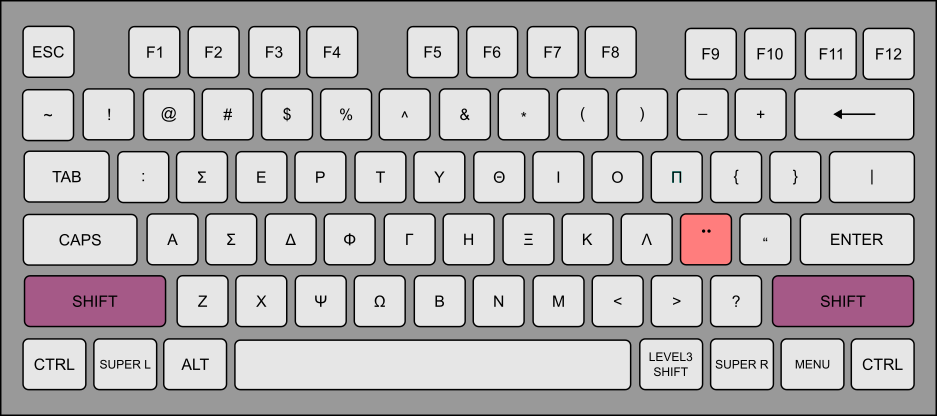 ESC F1 F2 F3 F4 F5 F6 F7 F8 F9 F10 F11 F12
~ ! @ # $ % ^ & * ( ) – + ←
TAB : Σ Ε Ρ Τ Υ Θ Ι Ο Π { } |
CAPS Α Σ Δ Φ Γ Η Ξ Κ Λ ¨ “ ENTER
SHIFT Ζ Χ Ψ Ω Β Ν Μ < > ? SHIFT
CTRL SUPER L ALT LEVEL3 SHIFT SUPER R MENU CTRL